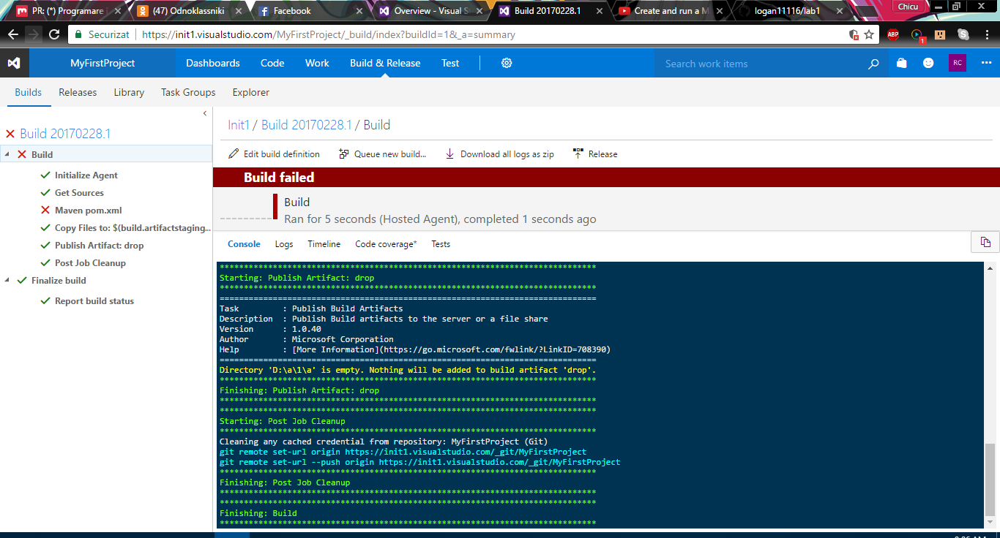 PR: (*) Programare I
(47) Odnoklassniki
Facebook
Overview - Visual S
Build 20170228.1
Create and run a M
logan11116/lab1
Chicu
Securizat
https://init1.visualstudio.com/MyFirstProject/_build/index?buildId=1&_a=summary
ABP
1
MyFirstProject
Dashboards
Code
Work
Build & Release
Test
Search work items
RC
Builds
Releases
Library
Task Groups
Explorer
Build 20170228.1
Build
Initialize Agent
Get Sources
Maven pom.xml
Copy Files to: $(build.artifactstaging...
Publish Artifact: drop
Post Job Cleanup
Finalize build
Report build status
Init1 / Build 20170228.1 / Build
Edit build definition
Queue new build...
Download all logs as zip
Release
Build failed
Build
Ran for 5 seconds (Hosted Agent), completed 1 seconds ago
Console
Logs
Timeline
Code coverage*
Tests
******************************************************************************
Starting: Publish Artifact: drop
******************************************************************************
==============================================================================
Task : Publish Build Artifacts
Description : Publish Build artifacts to the server or a file share
Version : 1.0.40
Author : Microsoft Corporation
Help : [More Information](https://go.microsoft.com/fwlink/?LinkID=708390)
==============================================================================
Directory 'D:\a\1\a' is empty. Nothing will be added to build artifact 'drop'.
******************************************************************************
Finishing: Publish Artifact: drop
******************************************************************************
******************************************************************************
Starting: Post Job Cleanup
******************************************************************************
Cleaning any cached credential from repository: MyFirstProject (Git)
git remote set-url origin https://init1.visualstudio.com/_git/MyFirstProject
git remote set-url --push origin https://init1.visualstudio.com/_git/MyFirstProject
******************************************************************************
Finishing: Post Job Cleanup
******************************************************************************
******************************************************************************
Finishing: Build
******************************************************************************